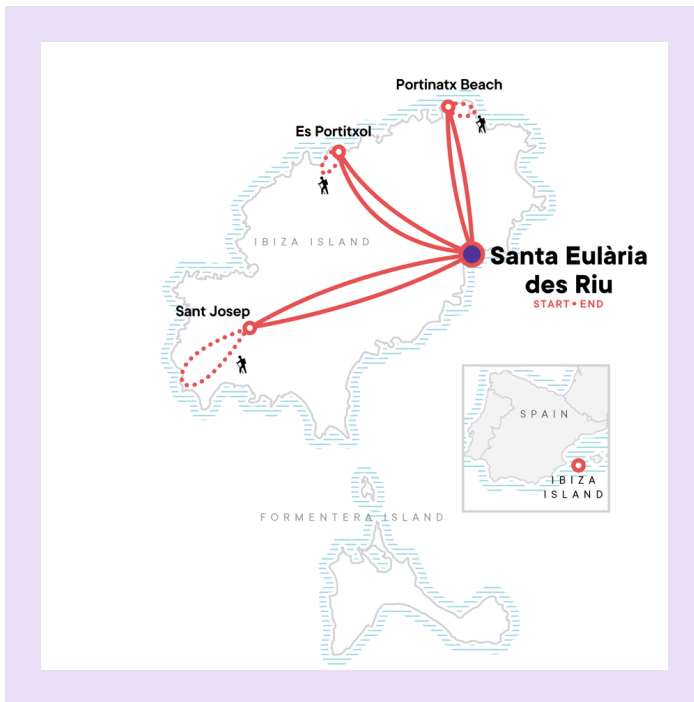 Portinatx Beach
Es Portitxol
IBIZA ISLAND
Santa Eulària
des Riu
START • END
Sant Josep
SPAIN
IBIZA
ISLAND
FORMENTERA ISLAND